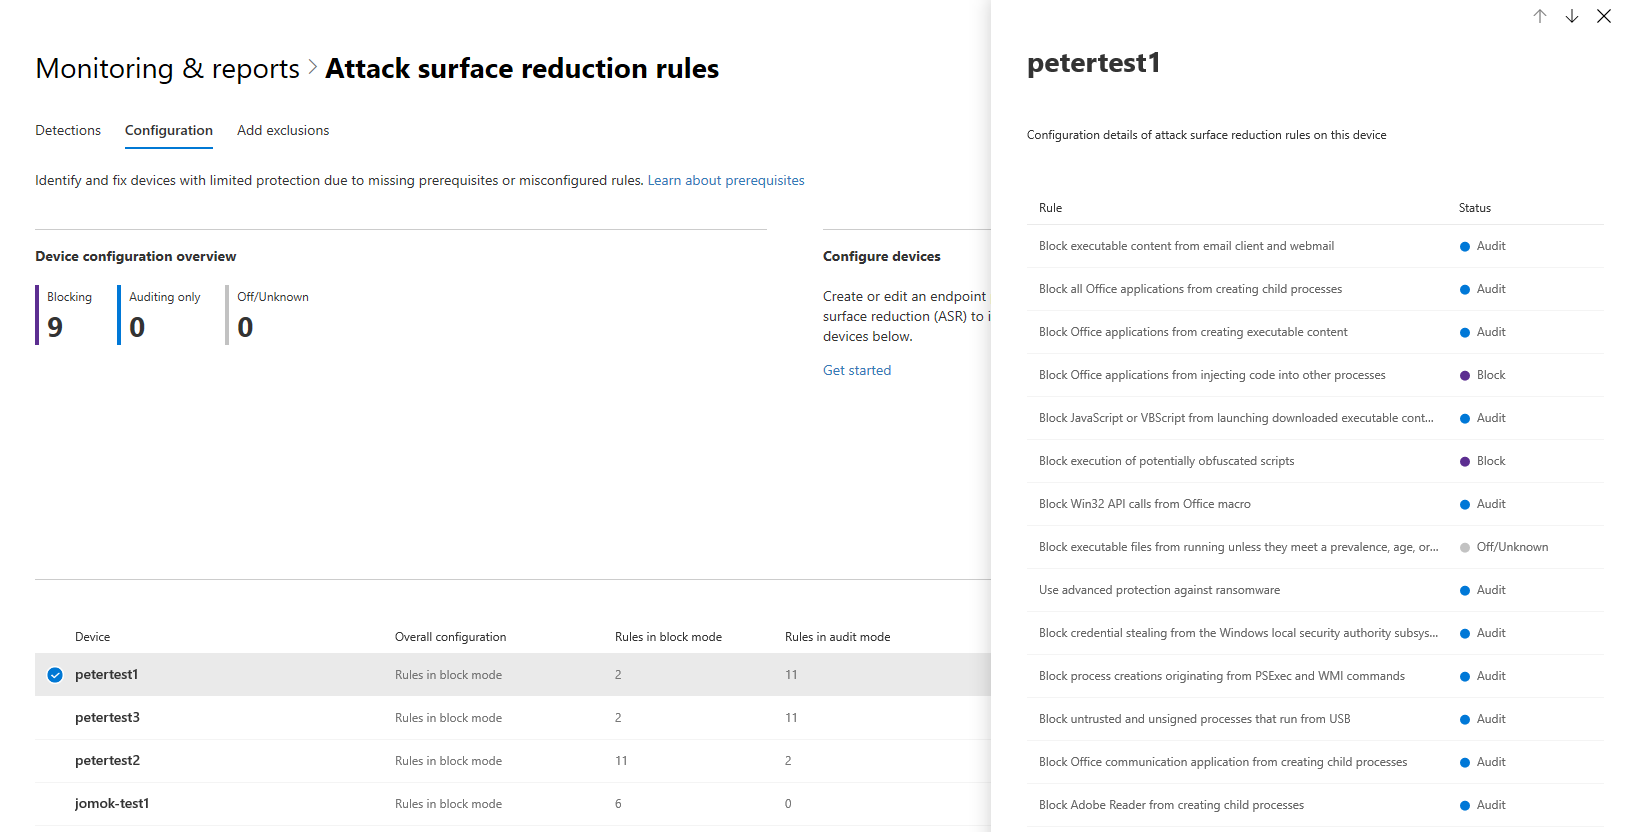 Monitoring & reports > Attack surface reduction rules
Detections Configuration Add exclusions
Identify and fix devices with limited protection due to missing prerequisites or misconfigured rules. Learn about prerequisites
Device configuration overview
Blocking Auditing only Off/Unknown
9 0 0
Configure devices
Create or edit an endpoint
surface reduction (ASR) to i
devices below.
Get started
Device Overall configuration Rules in block mode Rules in audit mode
petertest1 Rules in block mode 2 11
petertest3 Rules in block mode 2 11
petertest2 Rules in block mode 11 2
jomok-test1 Rules in block mode 6 0
petertest1
Configuration details of attack surface reduction rules on this device
Rule Status
Block executable content from email client and webmail Audit
Block all Office applications from creating child processes Audit
Block Office applications from creating executable content Audit
Block Office applications from injecting code into other processes Block
Block JavaScript or VBScript from launching downloaded executable cont... Audit
Block execution of potentially obfuscated scripts Block
Block Win32 API calls from Office macro Audit
Block executable files from running unless they meet a prevalence, age, or... Off/Unknown
Use advanced protection against ransomware Audit
Block credential stealing from the Windows local security authority subsys... Audit
Block process creations originating from PSExec and WMI commands Audit
Block untrusted and unsigned processes that run from USB Audit
Block Office communication application from creating child processes Audit
Block Adobe Reader from creating child processes Audit